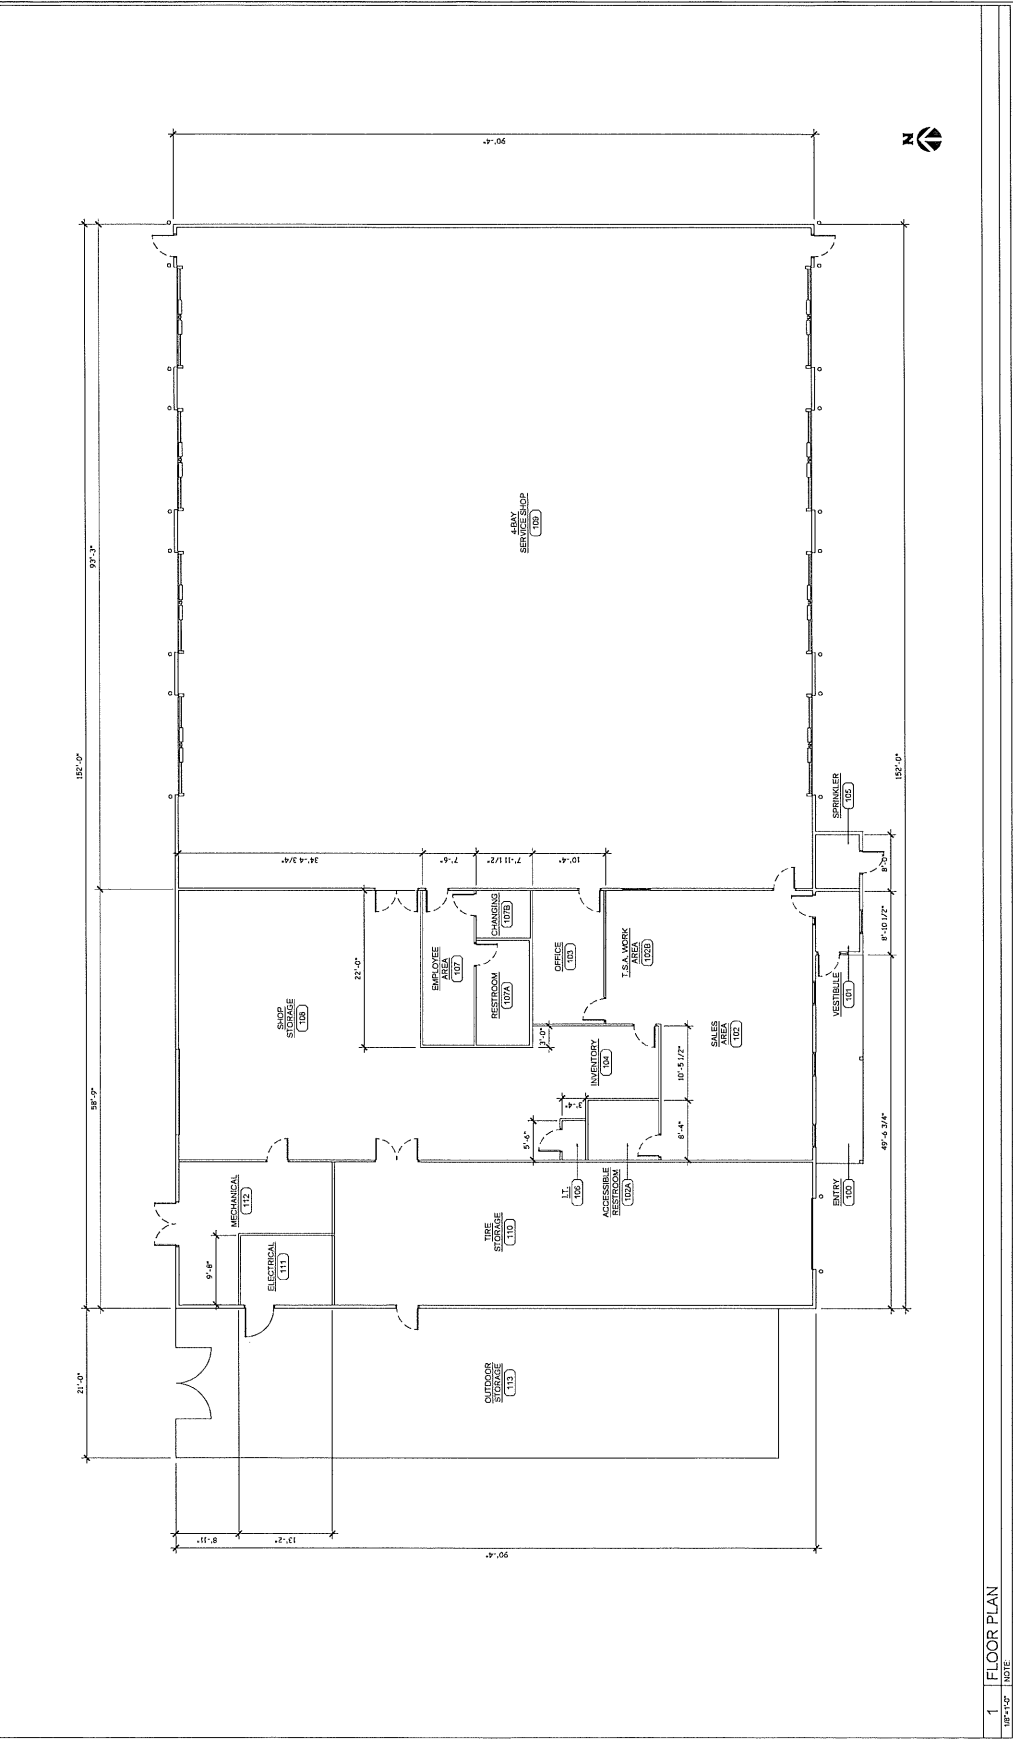 90'-4"
N
93'-3"
152'-0"
4-BAY
SERVICE SHOP
109
152'-0"
SPRINKLER
105
34'-4 3/4"
7'-6"
7'-11 1/2"
10'-4"
8'-0"
CHANGING
107B
22'-0"
EMPLOYEE
AREA
107
OFFICE
103
T.S.A. WORK
AREA
102B
8'-10 1/2"
RESTROOM
107A
VESTIBULE
101
SHOP
STORAGE
108
3'-0"
SALES
AREA
102
INVENTORY
104
10'-5 1/2"
58'-9"
3'-4"
5'-6"
8'-4"
49'-6 3/4"
MECHANICAL
112
I.T.
106
ACCESSIBLE
RESTROOM
102A
ENTRY
100
TIRE
STORAGE
110
9'-8"
ELECTRICAL
111
21'-0"
OUTDOOR
STORAGE
113
8'-11"
13'-2"
90'-4"
1
FLOOR PLAN
1/8"=1'-0"
NOTE: